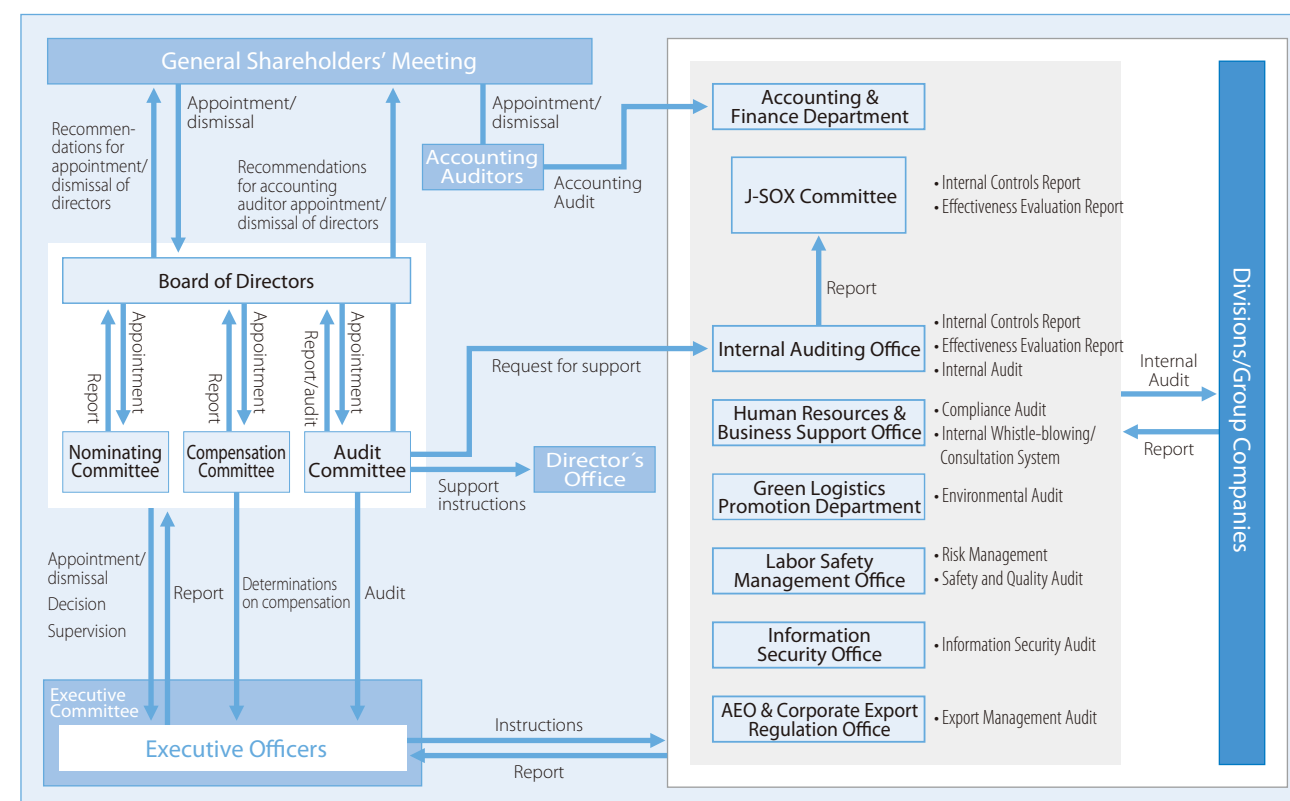 General Shareholders' Meeting
Appointment/
dismissal
Recommen-
dations for
appointment/
dismissal of
directors
Recommendations
for accounting
auditor appointment/
dismissal of directors
Appointment/
dismissal
Accounting
Auditors
Accounting
Audit
Board of Directors
Report
Appointment
Report
Appointment
Report/audit
Appointment
Nominating
Committee
Compensation
Committee
Audit
Committee
Request for support
Support
instructions
Director´s
Office
Appointment/
dismissal
Decision
Supervision
Report
Determinations
on compensation
Audit
Executive
Committee
Executive Officers
Instructions
Report
Accounting &
Finance Department
J-SOX Committee
• Internal Controls Report
• Effectiveness Evaluation Report
Report
Internal Auditing Office
• Internal Controls Report
• Effectiveness Evaluation Report
• Internal Audit
Human Resources &
Business Support Office
• Compliance Audit
• Internal Whistle-blowing/
Consultation System
Green Logistics
Promotion Department
• Environmental Audit
Labor Safety
Management Office
• Risk Management
• Safety and Quality Audit
Information
Security Office
• Information Security Audit
AEO & Corporate Export
Regulation Office
• Export Management Audit
Internal
Audit
Report
Divisions/Group Companies